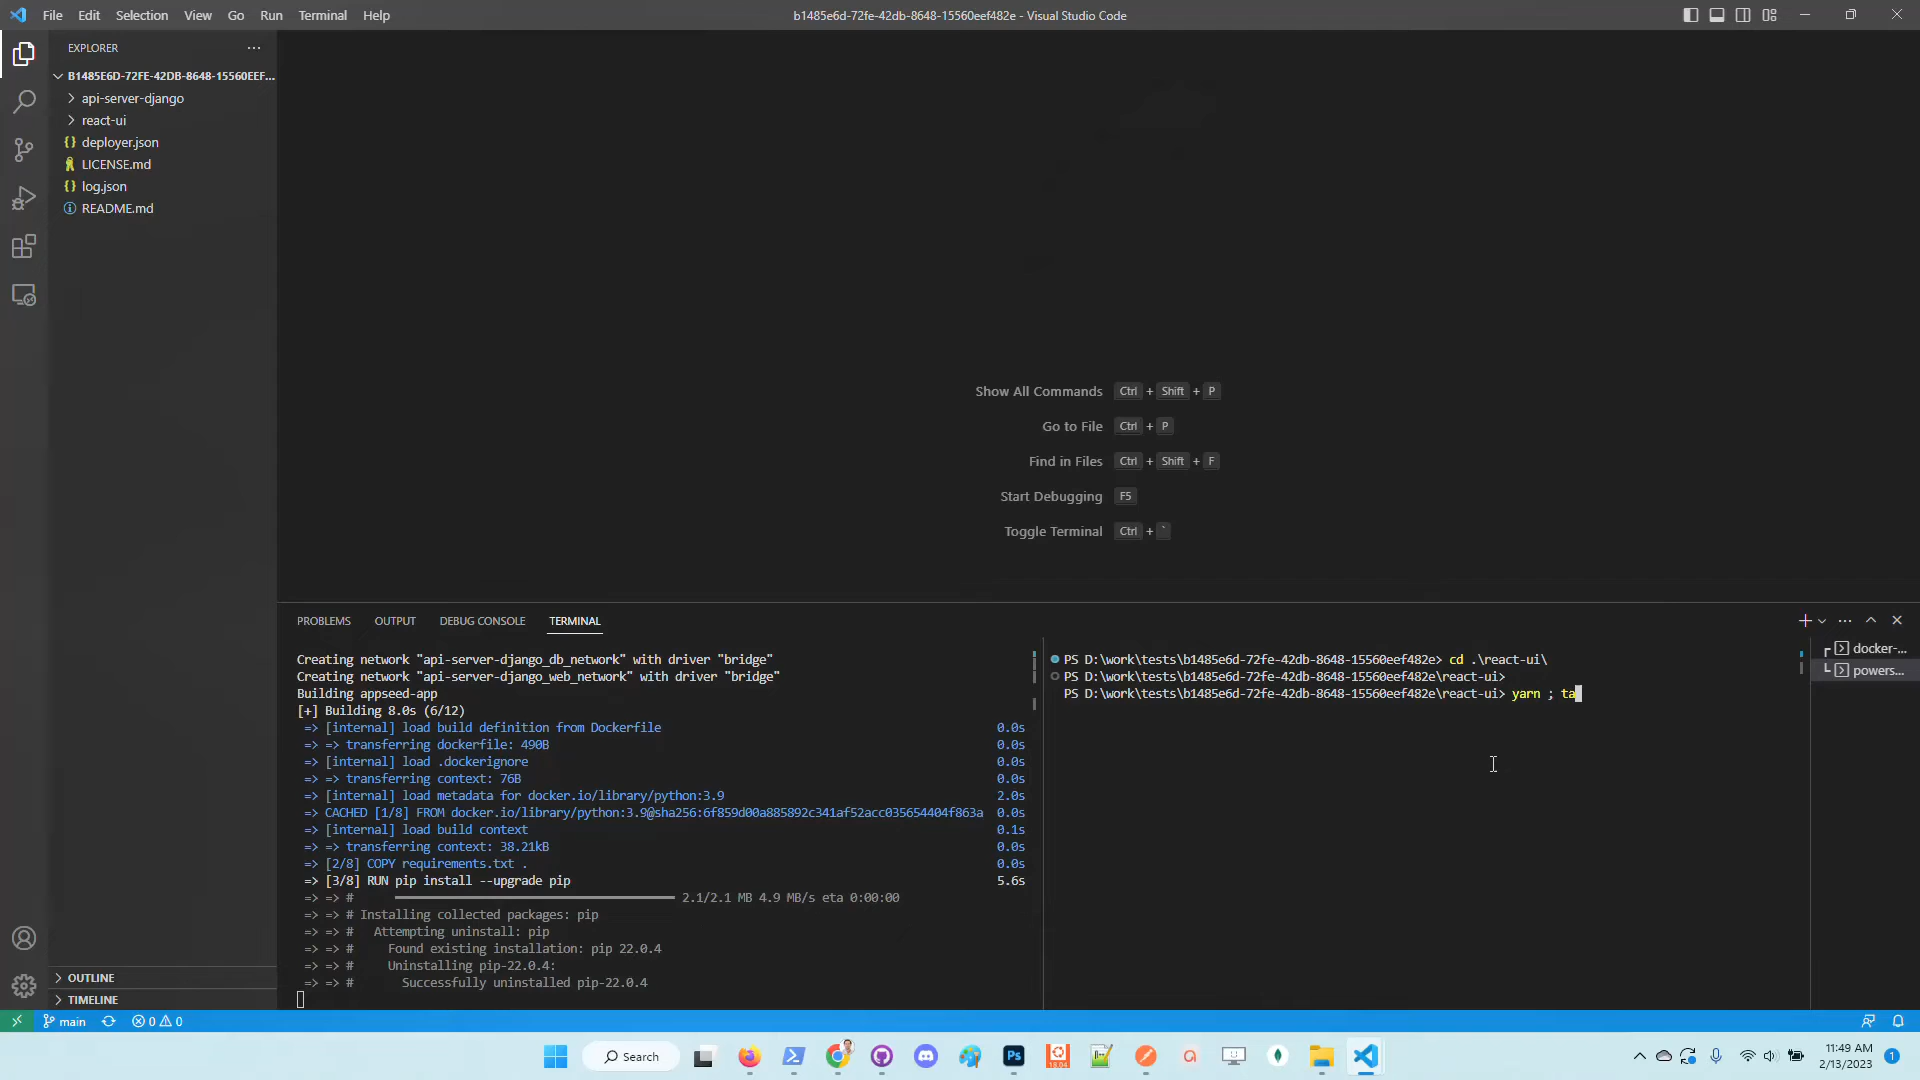 File Edit Selection View Go Run Terminal Help
b1485e6d-72fe-42db-8648-15560eef482e - Visual Studio Code
EXPLORER
B1485E6D-72FE-42DB-8648-15560EEF...
api-server-django
react-ui
deployer.json
LICENSE.md
log.json
README.md
OUTLINE
TIMELINE
Show All Commands Ctrl + Shift + P
Go to File Ctrl + P
Find in Files Ctrl + Shift + F
Start Debugging F5
Toggle Terminal Ctrl + `
PROBLEMS OUTPUT DEBUG CONSOLE TERMINAL
Creating network "api-server-django_db_network" with driver "bridge"
Creating network "api-server-django_web_network" with driver "bridge"
Building appseed-app
[+] Building 8.0s (6/12)
=> [internal] load build definition from Dockerfile 0.0s
=> => transferring dockerfile: 490B 0.0s
=> [internal] load .dockerignore 0.0s
=> => transferring context: 76B 0.0s
=> [internal] load metadata for docker.io/library/python:3.9 2.0s
=> CACHED [1/8] FROM docker.io/library/python:3.9@sha256:6f859d00a885892c341af52acc035654404f863a 0.0s
=> [internal] load build context 0.1s
=> => transferring context: 38.21kB 0.0s
=> [2/8] COPY requirements.txt . 0.0s
=> [3/8] RUN pip install --upgrade pip 5.6s
=> => # 2.1/2.1 MB 4.9 MB/s eta 0:00:00
=> => # Installing collected packages: pip
=> => # Attempting uninstall: pip
=> => # Found existing installation: pip 22.0.4
=> => # Uninstalling pip-22.0.4:
=> => # Successfully uninstalled pip-22.0.4
PS D:\work\tests\b1485e6d-72fe-42db-8648-15560eef482e> cd .\react-ui\
PS D:\work\tests\b1485e6d-72fe-42db-8648-15560eef482e\react-ui>
PS D:\work\tests\b1485e6d-72fe-42db-8648-15560eef482e\react-ui> yarn ; ta
docker-...
powers...
main 0 0
Search
Ps
18.04
11:49 AM
2/13/2023
1